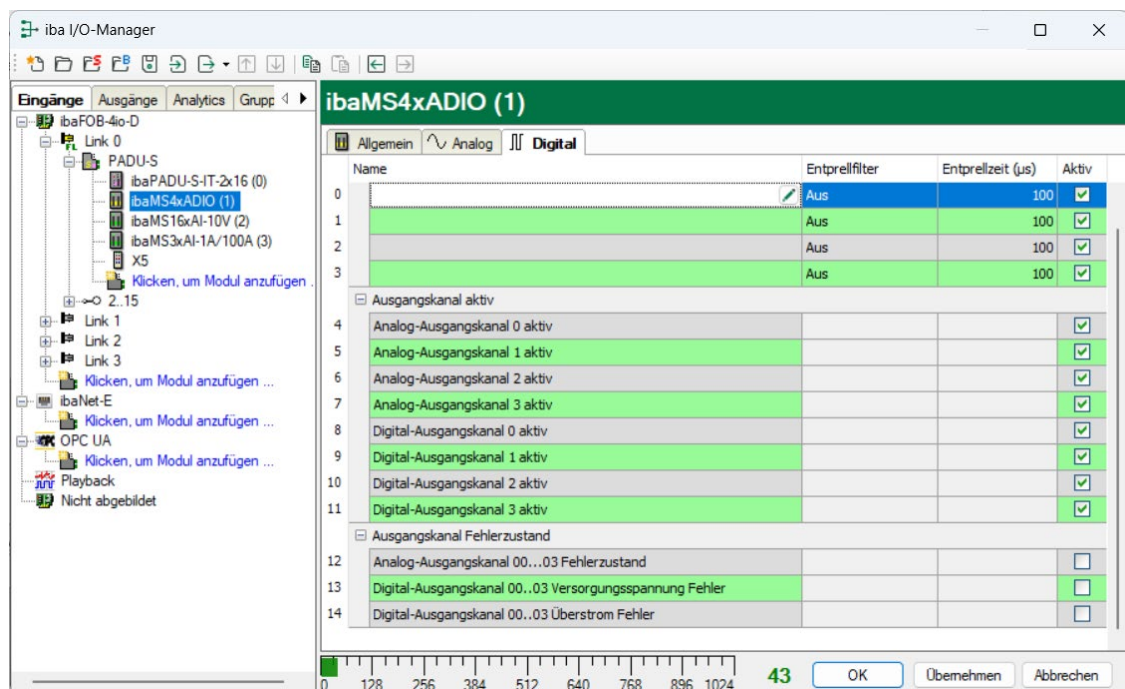 iba I/O-Manager
Eingänge Ausgänge Analytics Grupp
ibaFOB-4io-D
Link 0
PADU-S
ibaPADU-S-IT-2x16 (0)
ibaMS4xADIO (1)
ibaMS16xAI-10V (2)
ibaMS3xAI-1A/100A (3)
X5
Klicken, um Modul anzufügen .
2..15
Link 1
Link 2
Link 3
Klicken, um Modul anzufügen ...
ibaNet-E
Klicken, um Modul anzufügen ...
OPC UA
Klicken, um Modul anzufügen ...
Playback
Nicht abgebildet
ibaMS4xADIO (1)
Allgemein Analog Digital
Name Entprellfilter Entprellzeit (µs) Aktiv
0 Aus 100
1 Aus 100
2 Aus 100
3 Aus 100
Ausgangskanal aktiv
4 Analog-Ausgangskanal 0 aktiv
5 Analog-Ausgangskanal 1 aktiv
6 Analog-Ausgangskanal 2 aktiv
7 Analog-Ausgangskanal 3 aktiv
8 Digital-Ausgangskanal 0 aktiv
9 Digital-Ausgangskanal 1 aktiv
10 Digital-Ausgangskanal 2 aktiv
11 Digital-Ausgangskanal 3 aktiv
Ausgangskanal Fehlerzustand
12 Analog-Ausgangskanal 00...03 Fehlerzustand
13 Digital-Ausgangskanal 00..03 Versorgungsspannung Fehler
14 Digital-Ausgangskanal 00..03 Überstrom Fehler
0 128 256 384 512 640 768 896 1024 43 OK Übernehmen Abbrechen